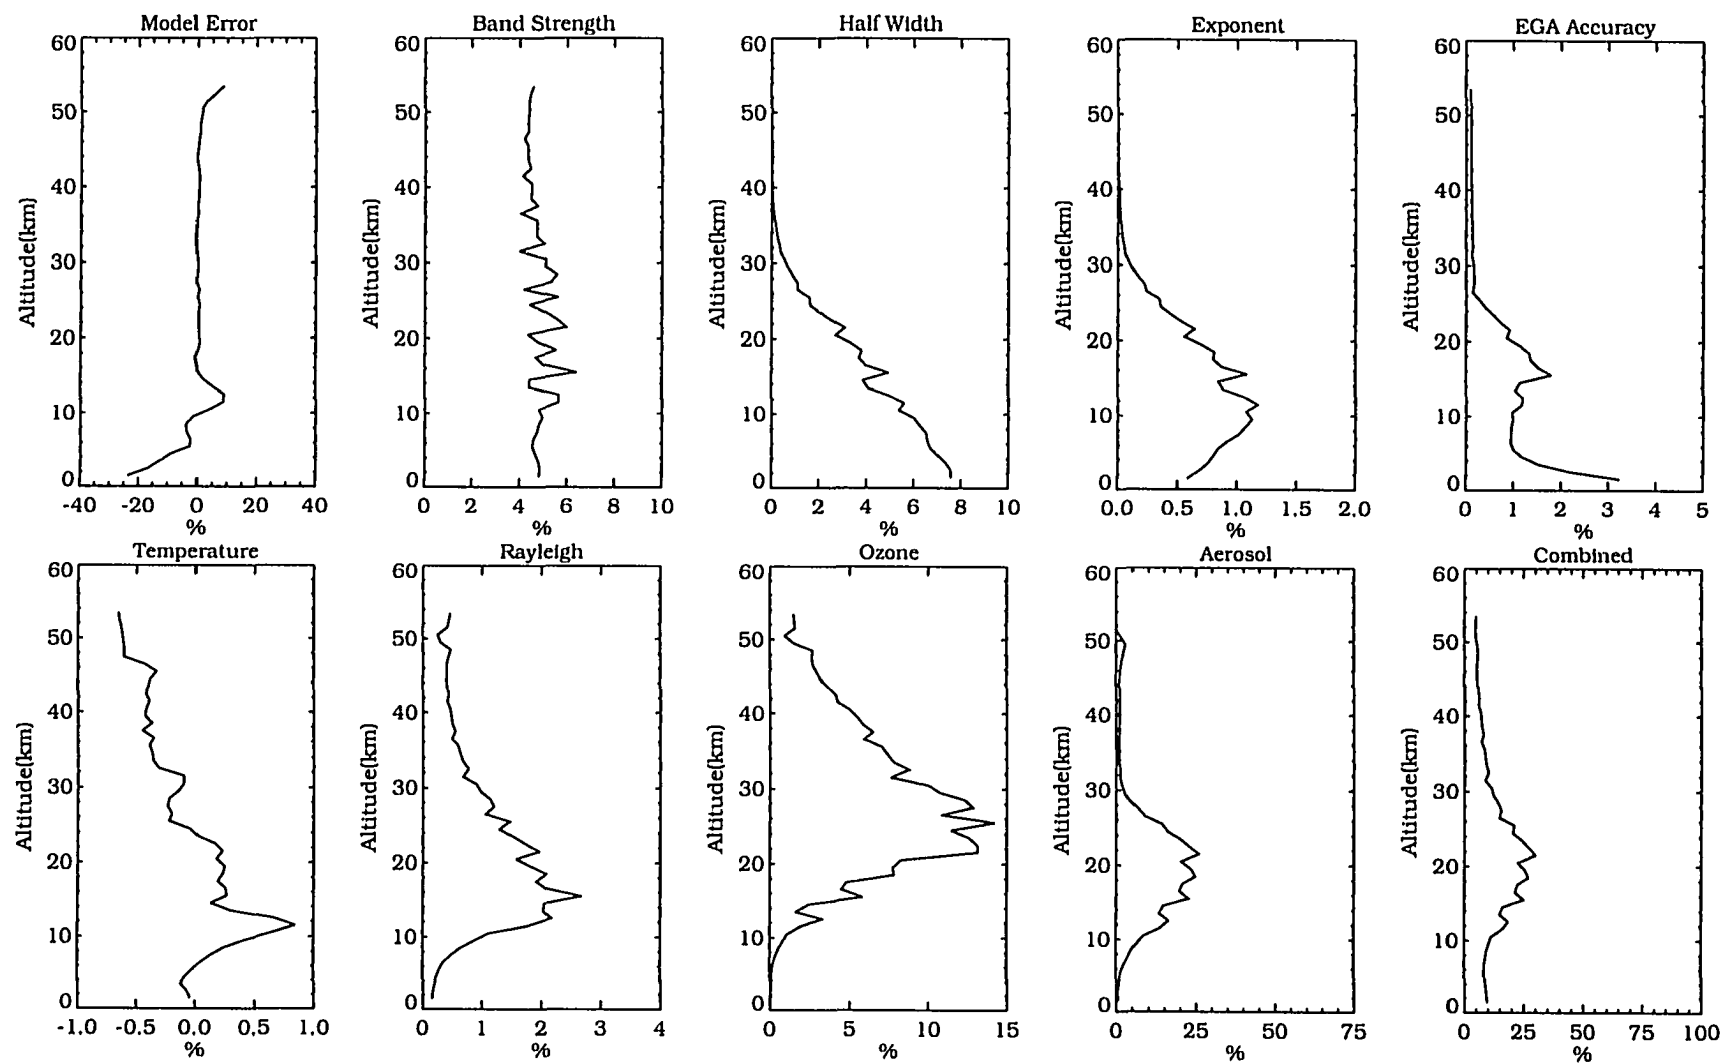 Model Error
Band Strength
Half Width
Exponent
EGA Accuracy
60
50
40
30
20
10
0
Altitude(km)
-40 -20 0 20 40
%
60
50
40
30
20
10
0
Altitude(km)
0 2 4 6 8 10
%
60
50
40
30
20
10
0
Altitude(km)
0 2 4 6 8 10
%
60
50
40
30
20
10
0
Altitude(km)
0.0 0.5 1.0 1.5 2.0
%
60
50
40
30
20
10
0
Altitude(km)
0 1 2 3 4 5
%
Temperature
Rayleigh
Ozone
Aerosol
Combined
60
50
40
30
20
10
0
Altitude(km)
-1.0 -0.5 0.0 0.5 1.0
%
60
50
40
30
20
10
0
Altitude(km)
0 1 2 3 4
%
60
50
40
30
20
10
0
Altitude(km)
0 5 10 15
%
60
50
40
30
20
10
0
Altitude(km)
0 25 50 75
%
60
50
40
30
20
10
0
Altitude(km)
0 25 50 75 100
%